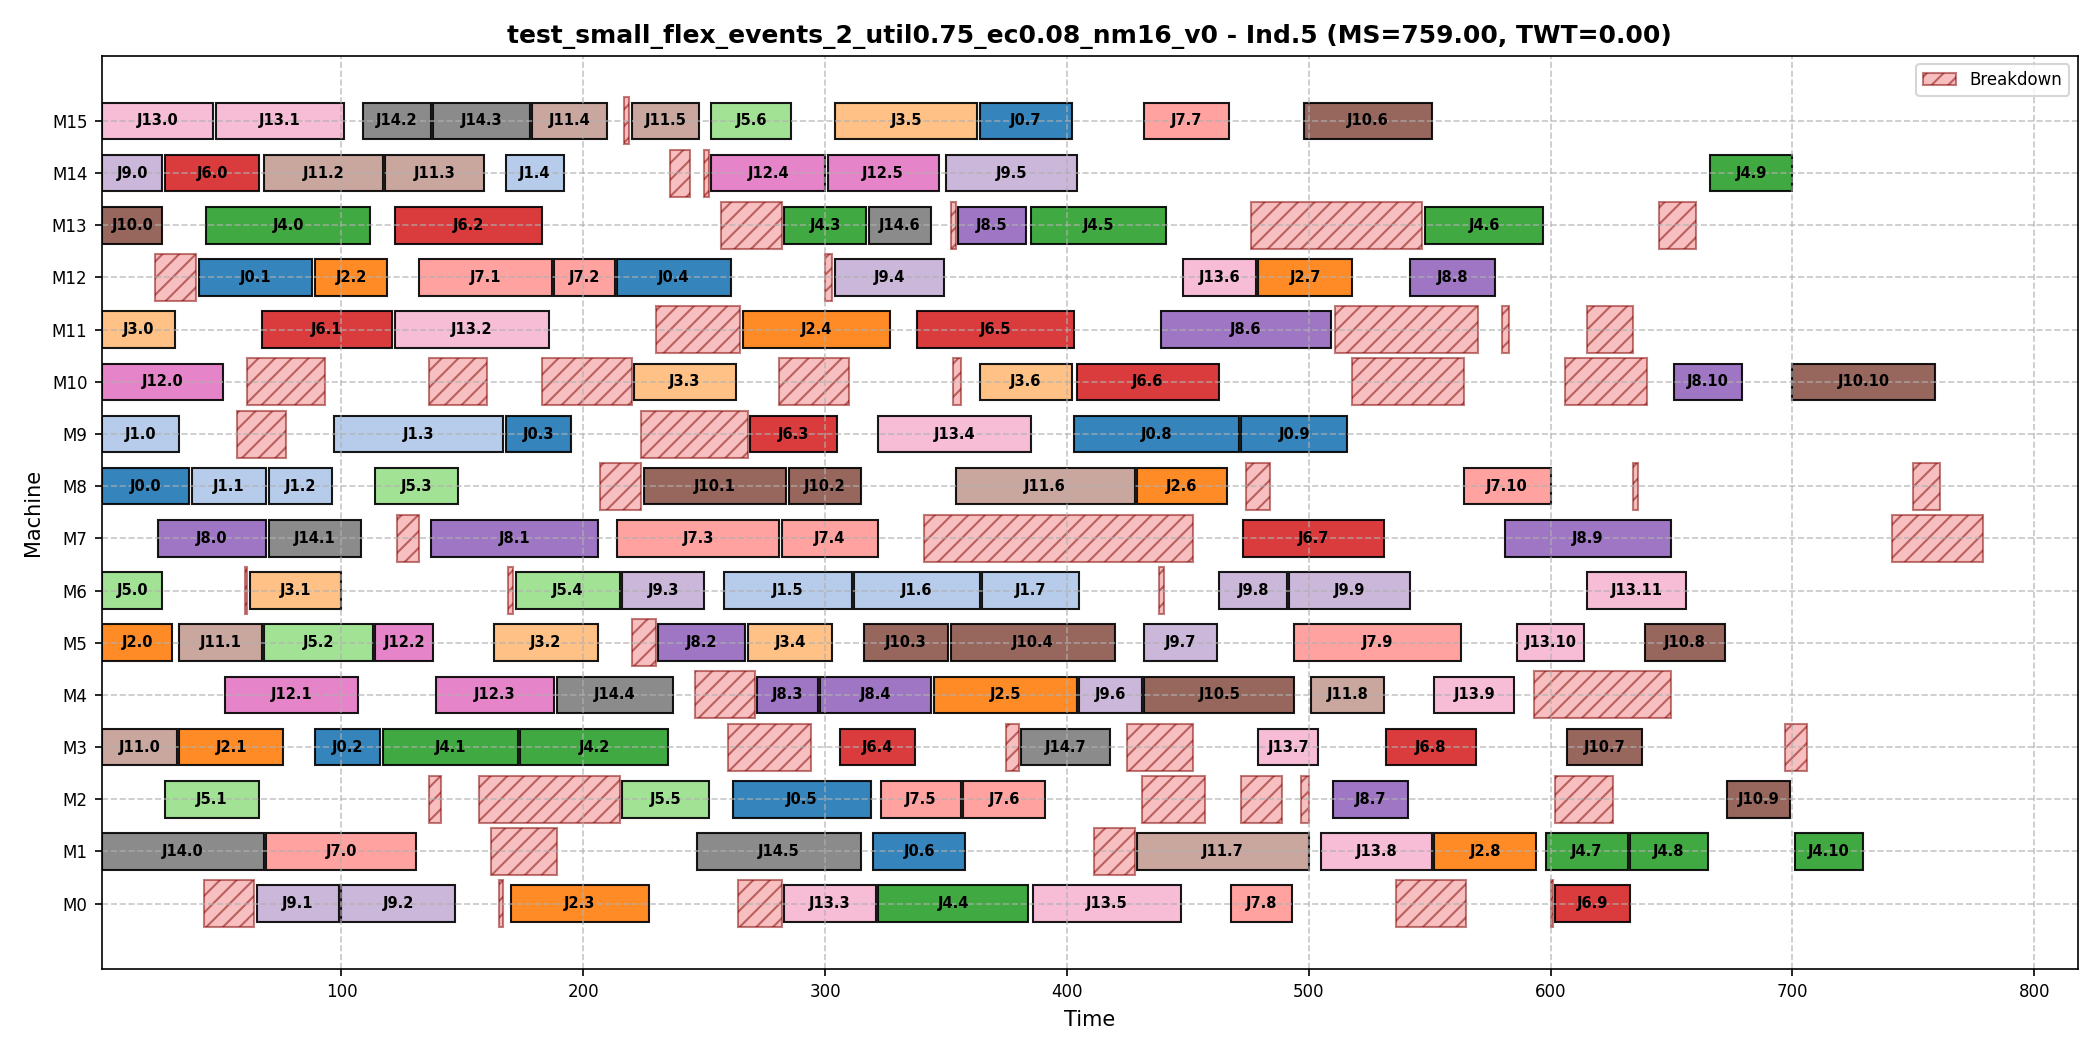 test_small_flex_events_2_util0.75_ec0.08_nm16_v0 - Ind.5 (MS=759.00, TWT=0.00)
Breakdown
M15 J13.0 J13.1 J14.2 J14.3 J11.4 J11.5 J5.6 J3.5 J0.7 J7.7 J10.6
M14 J9.0 J6.0 J11.2 J11.3 J1.4 J12.4 J12.5 J9.5 J4.9
M13 J10.0 J4.0 J6.2 J4.3 J14.6 J8.5 J4.5 J4.6
M12 J0.1 J2.2 J7.1 J7.2 J0.4 J9.4 J13.6 J2.7 J8.8
M11 J3.0 J6.1 J13.2 J2.4 J6.5 J8.6
M10 J12.0 J3.3 J3.6 J6.6 J8.10 J10.10
M9 J1.0 J1.3 J0.3 J6.3 J13.4 J0.8 J0.9
M8 J0.0 J1.1 J1.2 J5.3 J10.1 J10.2 J11.6 J2.6 J7.10
M7 J8.0 J14.1 J8.1 J7.3 J7.4 J6.7 J8.9
M6 J5.0 J3.1 J5.4 J9.3 J1.5 J1.6 J1.7 J9.8 J9.9 J13.11
M5 J2.0 J11.1 J5.2 J12.2 J3.2 J8.2 J3.4 J10.3 J10.4 J9.7 J7.9 J13.10 J10.8
M4 J12.1 J12.3 J14.4 J8.3 J8.4 J2.5 J9.6 J10.5 J11.8 J13.9
M3 J11.0 J2.1 J0.2 J4.1 J4.2 J6.4 J14.7 J13.7 J6.8 J10.7
M2 J5.1 J5.5 J0.5 J7.5 J7.6 J8.7 J10.9
M1 J14.0 J7.0 J14.5 J0.6 J11.7 J13.8 J2.8 J4.7 J4.8 J4.10
M0 J9.1 J9.2 J2.3 J13.3 J4.4 J13.5 J7.8 J6.9
100 200 300 400 500 600 700 800
Time
Machine